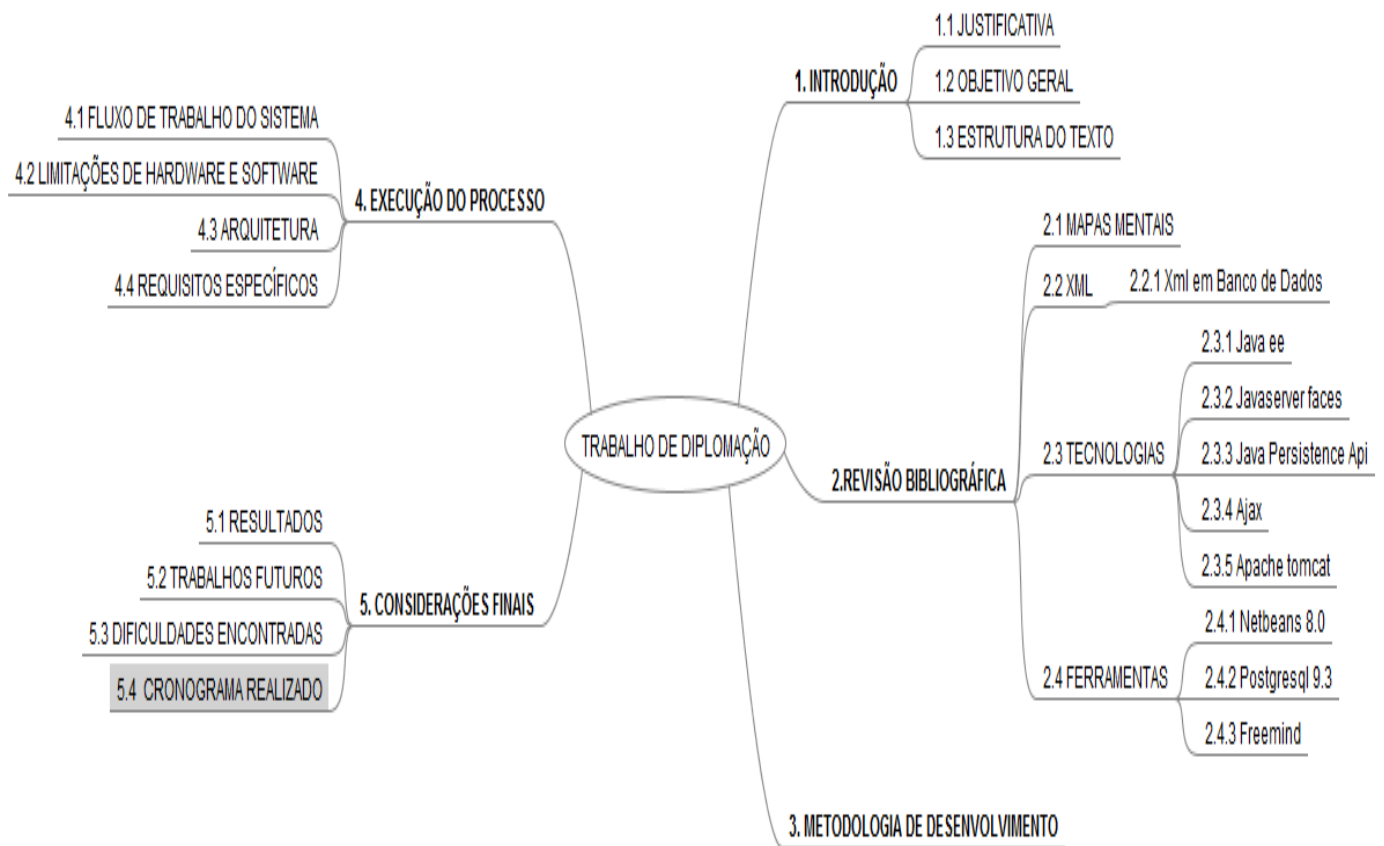 TRABALHO DE DIPLOMAÇÃO
1. INTRODUÇÃO
1.1 JUSTIFICATIVA
1.2 OBJETIVO GERAL
1.3 ESTRUTURA DO TEXTO
2.REVISÃO BIBLIOGRÁFICA
2.1 MAPAS MENTAIS
2.2 XML
2.2.1 Xml em Banco de Dados
2.3 TECNOLOGIAS
2.3.1 Java ee
2.3.2 Javaserver faces
2.3.3 Java Persistence Api
2.3.4 Ajax
2.3.5 Apache tomcat
2.4 FERRAMENTAS
2.4.1 Netbeans 8.0
2.4.2 Postgresql 9.3
2.4.3 Freemind
3. METODOLOGIA DE DESENVOLVIMENTO
4. EXECUÇÃO DO PROCESSO
4.1 FLUXO DE TRABALHO DO SISTEMA
4.2 LIMITAÇÕES DE HARDWARE E SOFTWARE
4.3 ARQUITETURA
4.4 REQUISITOS ESPECÍFICOS
5. CONSIDERAÇÕES FINAIS
5.1 RESULTADOS
5.2 TRABALHOS FUTUROS
5.3 DIFICULDADES ENCONTRADAS
5.4 CRONOGRAMA REALIZADO